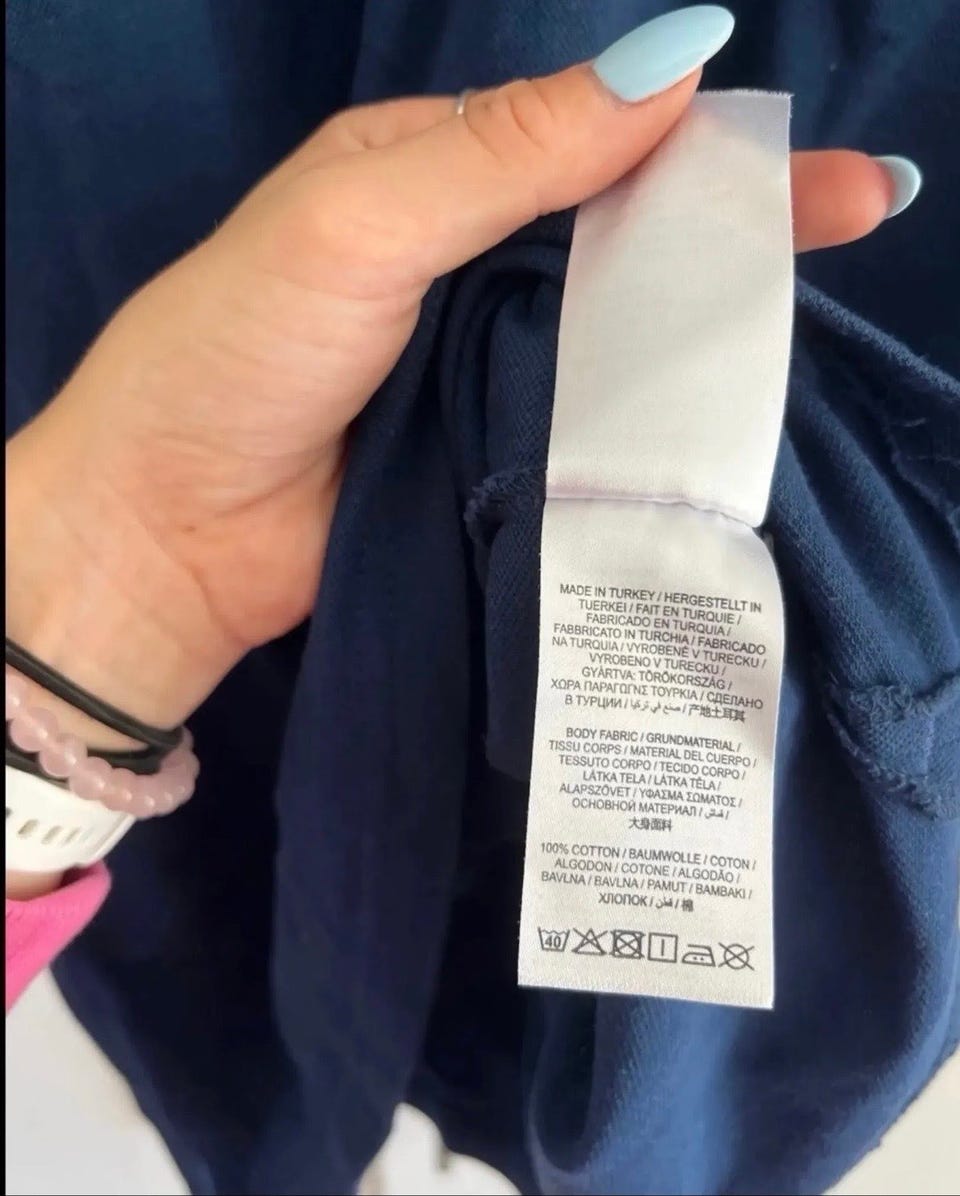 MADE IN TURKEY / HERGESTELLT IN
TUERKEI / FAIT EN TURQUIE /
FABRICADO EN TURQUIA /
FABBRICATO IN TURCHIA / FABRICADO
NA TURQUIA / VYROBENÉ V TURECKU /
VYROBENO V TURECKU /
GYÁRTVA: TÖRÖKORSZÁG /
ΧΩΡΑ ΠΑΡΑΓΩΓΗΣ ΤΟΥΡΚΙΑ / СДЕЛАНО
В ТУРЦИИ / صنع في تركيا / 产地土耳其
BODY FABRIC / GRUNDMATERIAL /
TISSU CORPS / MATERIAL DEL CUERPO /
TESSUTO CORPO / TECIDO CORPO /
LÁTKA TELA / LÁTKA TĚLA /
ALAPSZÖVET / ΥΦΑΣΜΑ ΣΩΜΑΤΟΣ /
ОСНОВНОЙ МАТЕРИАЛ / قماش /
大身面料
100% COTTON / BAUMWOLLE / COTON /
ALGODON / COTONE / ALGODÃO /
BAVLNA / BAVLNA / PAMUT / BAMBAKI /
ХЛОПОК / قطن / 棉
40